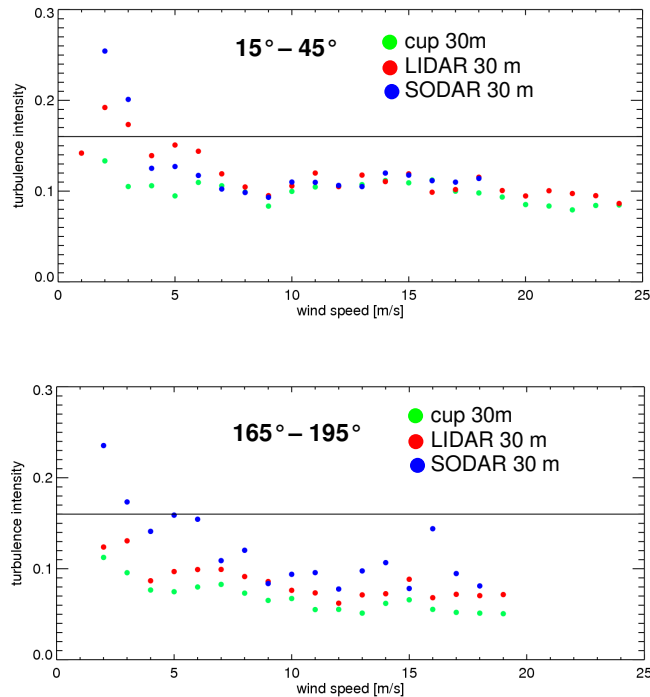 0.3
15° – 45°
cup 30m
LIDAR 30 m
SODAR 30 m
0.2
turbulence intensity
0.1
0.0
0 5 10 15 20 25
wind speed [m/s]
0.3
165° – 195°
cup 30m
LIDAR 30 m
SODAR 30 m
0.2
turbulence intensity
0.1
0.0
0 5 10 15 20 25
wind speed [m/s]